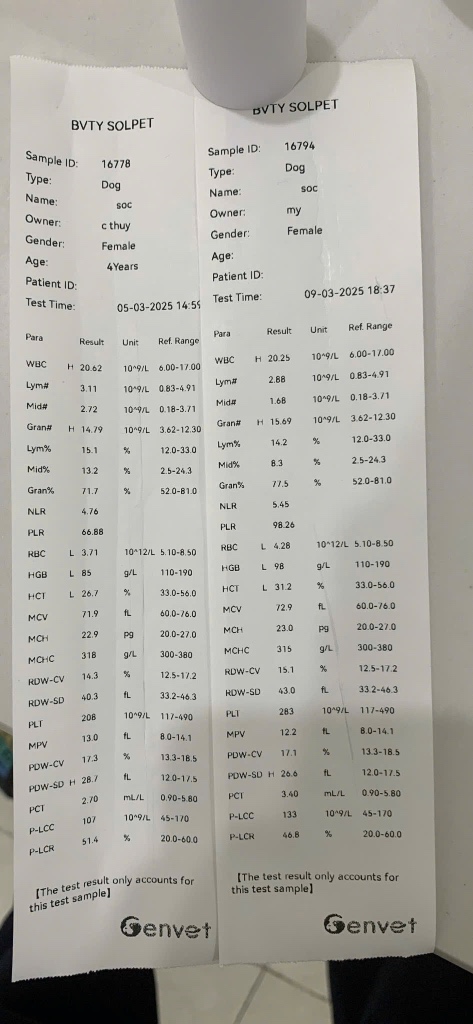 BVTY SOLPET
Sample ID: 16778
Type: Dog
Name: soc
Owner: c thuy
Gender: Female
Age: 4Years
Patient ID:
Test Time: 05-03-2025 14:59
Para Result Unit Ref. Range
WBC H 20.62 10^9/L 6.00-17.00
Lym# 3.11 10^9/L 0.83-4.91
Mid# 2.72 10^9/L 0.18-3.71
Gran# H 14.79 10^9/L 3.62-12.30
Lym% 15.1 % 12.0-33.0
Mid% 13.2 % 2.5-24.3
Gran% 71.7 % 52.0-81.0
NLR 4.76
PLR 66.88
RBC L 3.71 10^12/L 5.10-8.50
HGB L 85 g/L 110-190
HCT L 26.7 % 33.0-56.0
MCV 71.9 fL 60.0-76.0
MCH 22.9 pg 20.0-27.0
MCHC 318 g/L 300-380
RDW-CV 14.3 % 12.5-17.2
RDW-SD 40.3 fL 33.2-46.3
PLT 208 10^9/L 117-490
MPV 13.0 fL 8.0-14.1
PDW-CV 17.3 % 13.3-18.5
PDW-SD H 28.7 fL 12.0-17.5
PCT 2.70 mL/L 0.90-5.80
P-LCC 107 10^9/L 45-170
P-LCR 51.4 % 20.0-60.0
【The test result only accounts for
this test sample】
Genvet
BVTY SOLPET
Sample ID: 16794
Type: Dog
Name: soc
Owner: my
Gender: Female
Age:
Patient ID:
Test Time: 09-03-2025 18:37
Para Result Unit Ref. Range
WBC H 20.25 10^9/L 6.00-17.00
Lym# 2.88 10^9/L 0.83-4.91
Mid# 1.68 10^9/L 0.18-3.71
Gran# H 15.69 10^9/L 3.62-12.30
Lym% 14.2 % 12.0-33.0
Mid% 8.3 % 2.5-24.3
Gran% 77.5 % 52.0-81.0
NLR 5.45
PLR 98.26
RBC L 4.28 10^12/L 5.10-8.50
HGB L 98 g/L 110-190
HCT L 31.2 % 33.0-56.0
MCV 72.9 fL 60.0-76.0
MCH 23.0 pg 20.0-27.0
MCHC 315 g/L 300-380
RDW-CV 15.1 % 12.5-17.2
RDW-SD 43.0 fL 33.2-46.3
PLT 283 10^9/L 117-490
MPV 12.2 fL 8.0-14.1
PDW-CV 17.1 % 13.3-18.5
PDW-SD H 26.6 fL 12.0-17.5
PCT 3.40 mL/L 0.90-5.80
P-LCC 133 10^9/L 45-170
P-LCR 46.8 % 20.0-60.0
【The test result only accounts for
this test sample】
Genvet